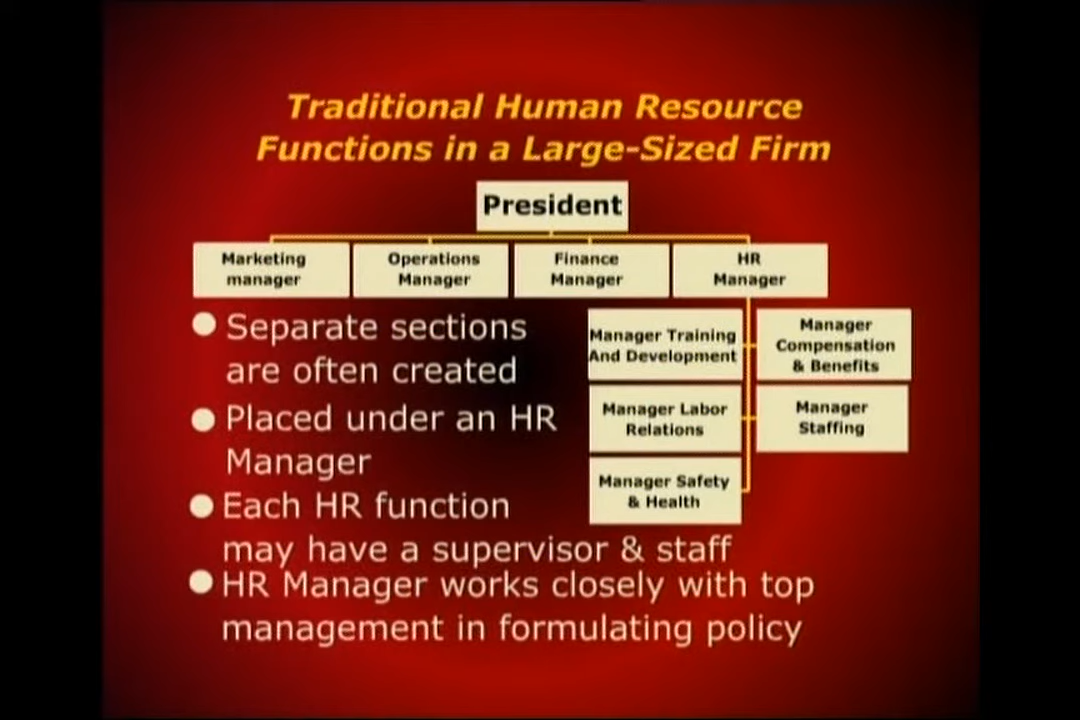 Traditional Human Resource
Functions in a Large-Sized Firm
President
Marketing
manager
Operations
Manager
Finance
Manager
HR
Manager
Separate sections
are often created
Placed under an HR
Manager
Each HR function
may have a supervisor & staff
HR Manager works closely with top
management in formulating policy
Manager Training
And Development
Manager
Compensation
& Benefits
Manager Labor
Relations
Manager
Staffing
Manager Safety
& Health